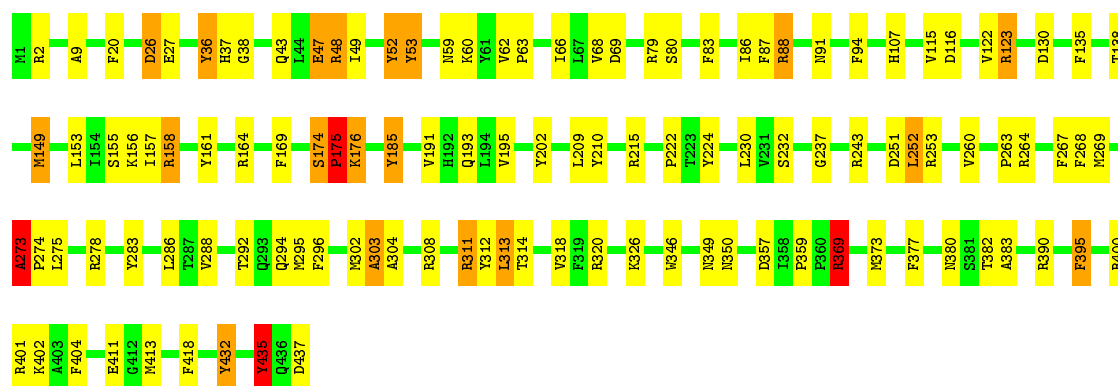 M1 R2 A9 F20 D26 E27 Y36 H37 G38 Q43 L44 E47 R48 I49 Y52 Y53 N59 K60 Y61 V62 P63 I66 L67 V68 D69 R79 S80 F83 I86 F87 R88 N91 F94 H107 V115 D116 V122 R123 D130 F135 T138
M149 L153 I154 S155 K156 I157 R158 Y161 R164 F169 S174 P175 K176 Y185 V191 H192 Q193 L194 V195 Y202 L209 Y210 R215 P222 T223 Y224 L230 V231 S232 G237 R243 D251 L252 R253 V260 P263 R264 F267 F268 M269
A273 P274 L275 R278 Y283 L286 T287 V288 T292 Q293 Q294 M295 F296 M302 A303 A304 R308 R311 Y312 L313 T314 V318 F319 R320 K326 W346 N349 N350 D357 I358 P359 P360 R369 M373 F377 N380 S381 T382 A383 R390 F395
R401 K402 A403 F404 E411 G412 M413 F418 Y432 Y435 Q436 D437